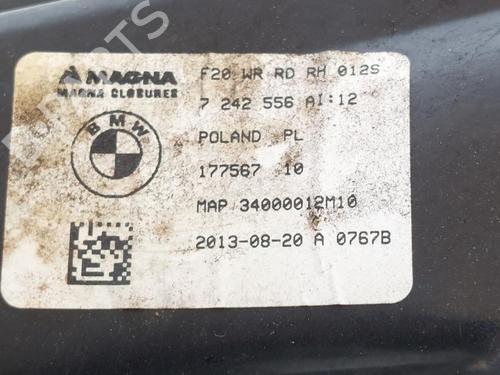 MAGNA
MAGNA CLOSURES
BMW
F20 WR RD RH 012S
7 242 556 AI:12
POLAND PL
177567 10
MAP 34000012M10
2013-08-20 A 0767B